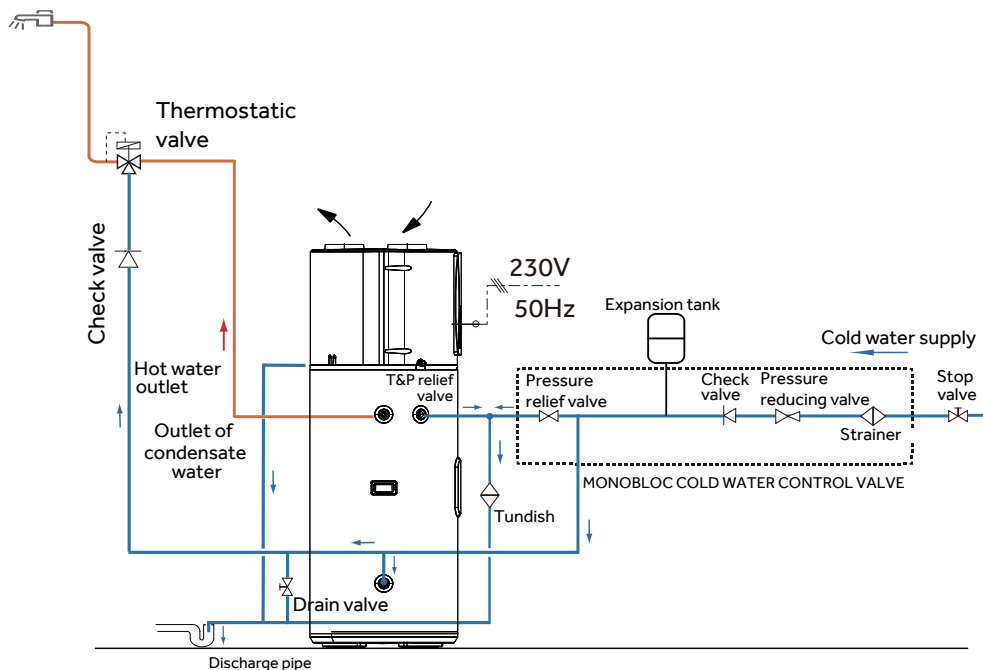 Thermostatic
valve
Check valve
230V
50Hz
Expansion tank
Cold water supply
Hot water
outlet
T&P relief
valve
Pressure
relief valve
Check
valve
Pressure
reducing valve
Stop
valve
Strainer
Outlet of
condensate
water
MONOBLOC COLD WATER CONTROL VALVE
Tundish
Drain valve
Discharge pipe